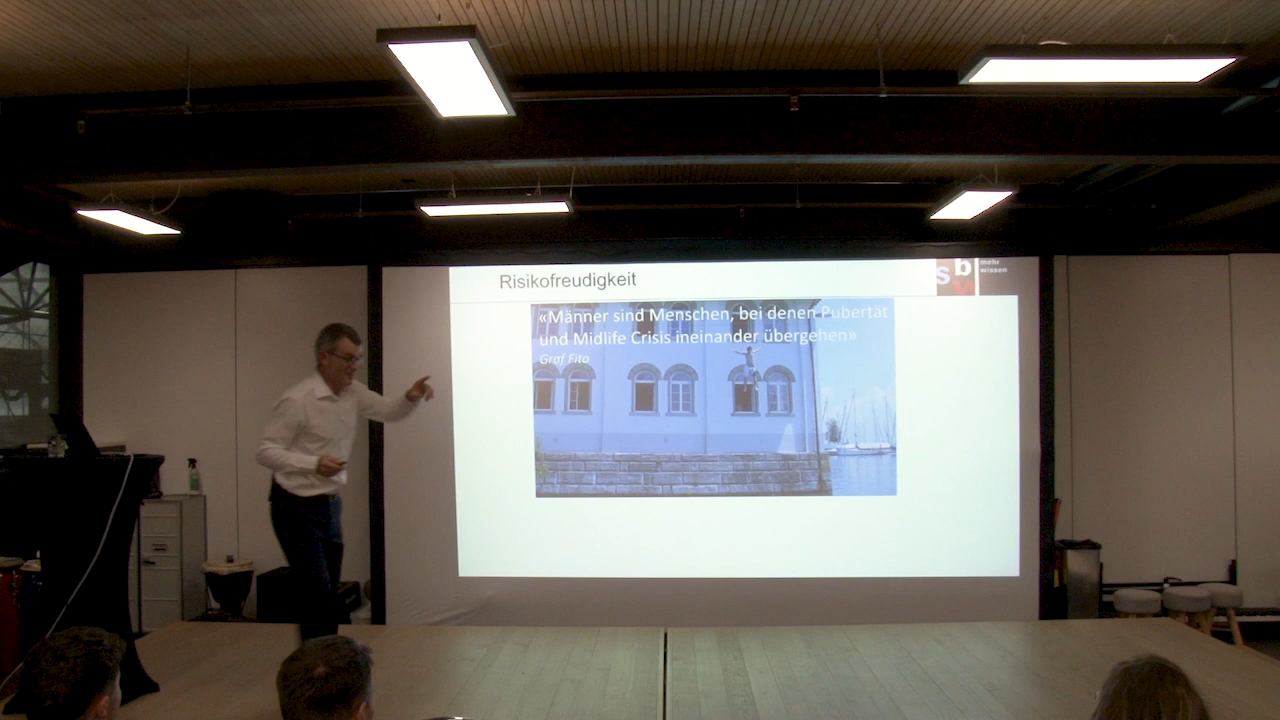 Risikofreudigkeit
sb
mehr
wissen
«Männer sind Menschen, bei denen Pubertät
und Midlife Crisis ineinander übergehen»
Graf Fito